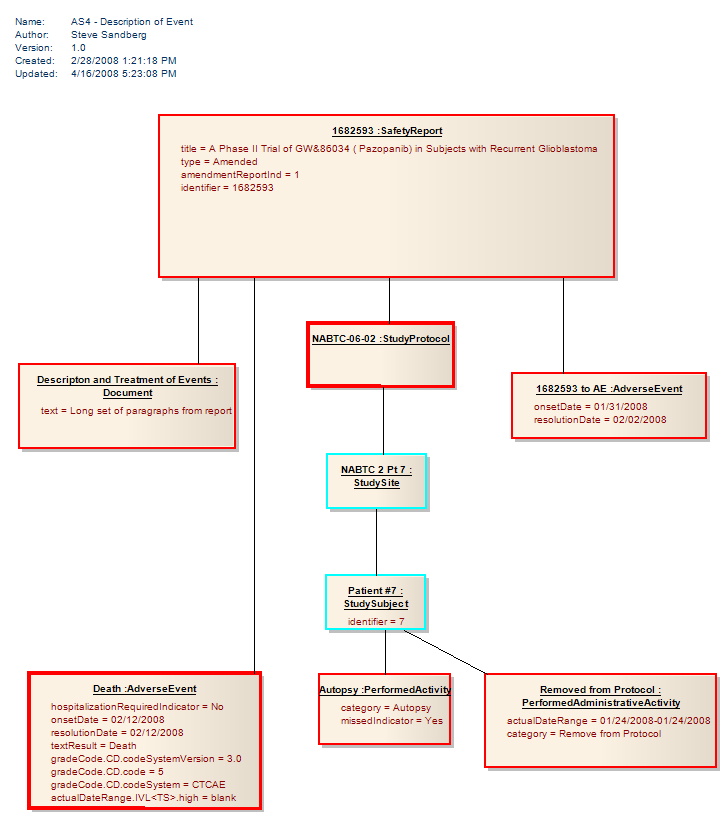 Name: AS4 - Description of Event
Author: Steve Sandberg
Version: 1.0
Created: 2/28/2008 1:21:18 PM
Updated: 4/16/2008 5:23:08 PM
1682593 :SafetyReport
title = A Phase II Trial of GW&86034 ( Pazopanib) in Subjects with Recurrent Glioblastoma
type = Amended
amendmentReportInd = 1
identifier = 1682593
NABTC-06-02 :StudyProtocol
Descripton and Treatment of Events :
Document
text = Long set of paragraphs from report
1682593 to AE :AdverseEvent
onsetDate = 01/31/2008
resolutionDate = 02/02/2008
NABTC 2 Pt 7 :
StudySite
Patient #7 :
StudySubject
identifier = 7
Death :AdverseEvent
hospitalizationRequiredIndicator = No
onsetDate = 02/12/2008
resolutionDate = 02/12/2008
textResult = Death
gradeCode.CD.codeSystemVersion = 3.0
gradeCode.CD.code = 5
gradeCode.CD.codeSystem = CTCAE
actualDateRange.IVL<TS>.high = blank
Autopsy :PerformedActivity
category = Autopsy
missedIndicator = Yes
Removed from Protocol :
PerformedAdministrativeActivity
actualDateRange = 01/24/2008-01/24/2008
category = Remove from Protocol